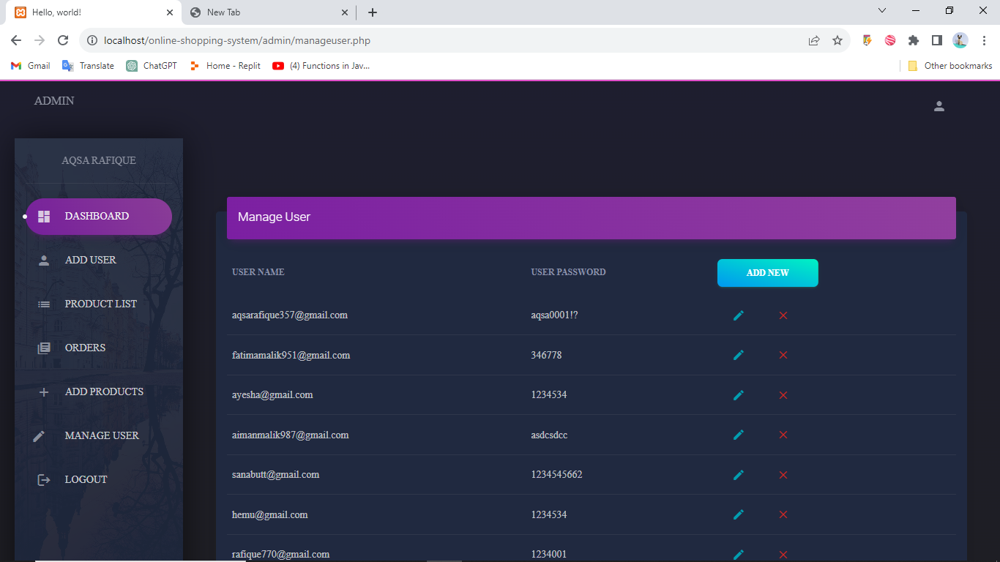 Hello, world!
New Tab
localhost/online-shopping-system/admin/manageuser.php
Gmail
Translate
ChatGPT
Home - Replit
(4) Functions in Jav...
Other bookmarks
ADMIN
AQSA RAFIQUE
DASHBOARD
ADD USER
PRODUCT LIST
ORDERS
ADD PRODUCTS
MANAGE USER
LOGOUT
Manage User
USER NAME USER PASSWORD ADD NEW
aqsarafique357@gmail.com aqsa0001!?
fatimamalik951@gmail.com 346778
ayesha@gmail.com 1234534
aimanmalik987@gmail.com asdcsdcc
sanabutt@gmail.com 1234545662
hemu@gmail.com 1234534
rafique770@gmail.com 1234001